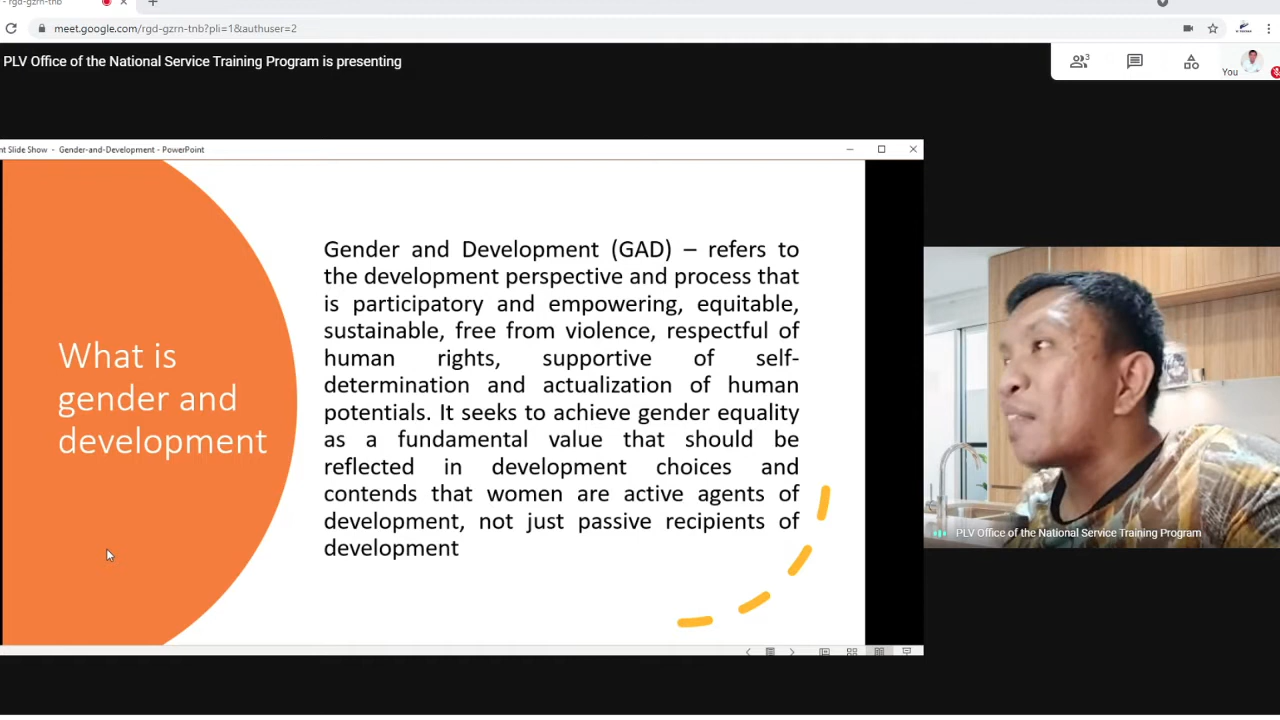 - rgd-gzrn-tnb
meet.google.com/rgd-gzrn-tnb?pli=1&authuser=2
PLV Office of the National Service Training Program is presenting
3
You
nt Slide Show - Gender-and-Development - PowerPoint
What is
gender and
development
Gender and Development (GAD) – refers to
the development perspective and process that
is participatory and empowering, equitable,
sustainable, free from violence, respectful of
human rights, supportive of self-
determination and actualization of human
potentials. It seeks to achieve gender equality
as a fundamental value that should be
reflected in development choices and
contends that women are active agents of
development, not just passive recipients of
development
PLV Office of the National Service Training Program